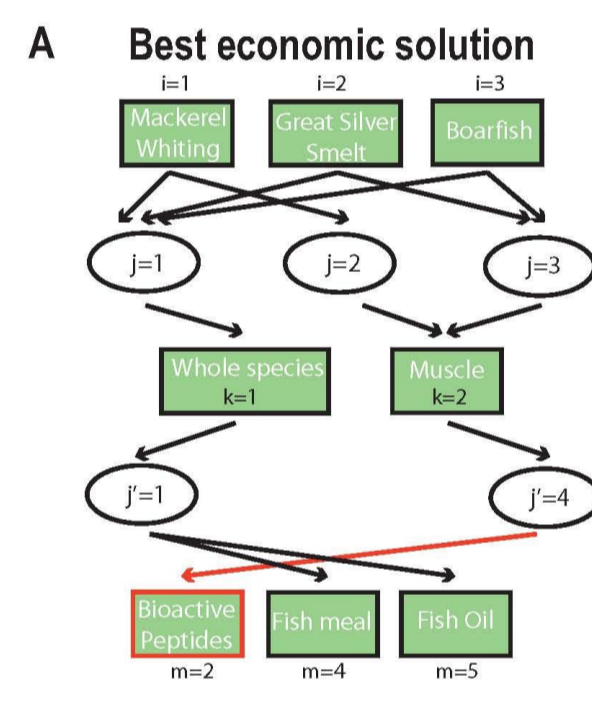 A Best economic solution
i=1 i=2 i=3
Mackerel
Whiting
Great Silver
Smelt
Boarfish
j=1 j=2 j=3
Whole species
k=1
Muscle
k=2
j'=1 j'=4
Bioactive
Peptides
Fish meal
Fish Oil
m=2 m=4 m=5